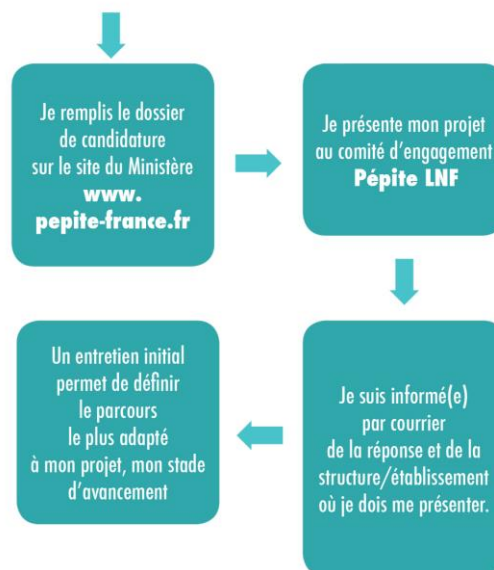 Je remplis le dossier
de candidature
sur le site du Ministère
www.
pepite-france.fr
Je présente mon projet
au comité d'engagement
Pépite LNF
Je suis informé(e)
par courrier
de la réponse et de la
structure/établissement
où je dois me présenter.
Un entretien initial
permet de définir
le parcours
le plus adapté
à mon projet, mon stade
d'avancement